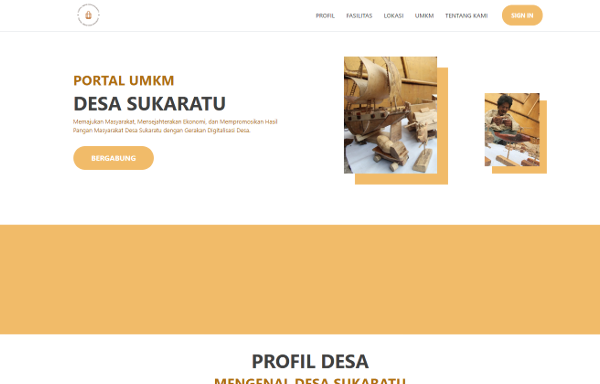 PROFIL FASILITAS LOKASI UMKM TENTANG KAMI SIGN IN
PORTAL UMKM
DESA SUKARATU
Memajukan Masyarakat, Mensejahterakan Ekonomi, dan Mempromosikan Hasil
Pangan Masyarakat Desa Sukaratu dengan Gerakan Digitalisasi Desa.
BERGABUNG
PROFIL DESA
MENGENAL DESA SUKARATU